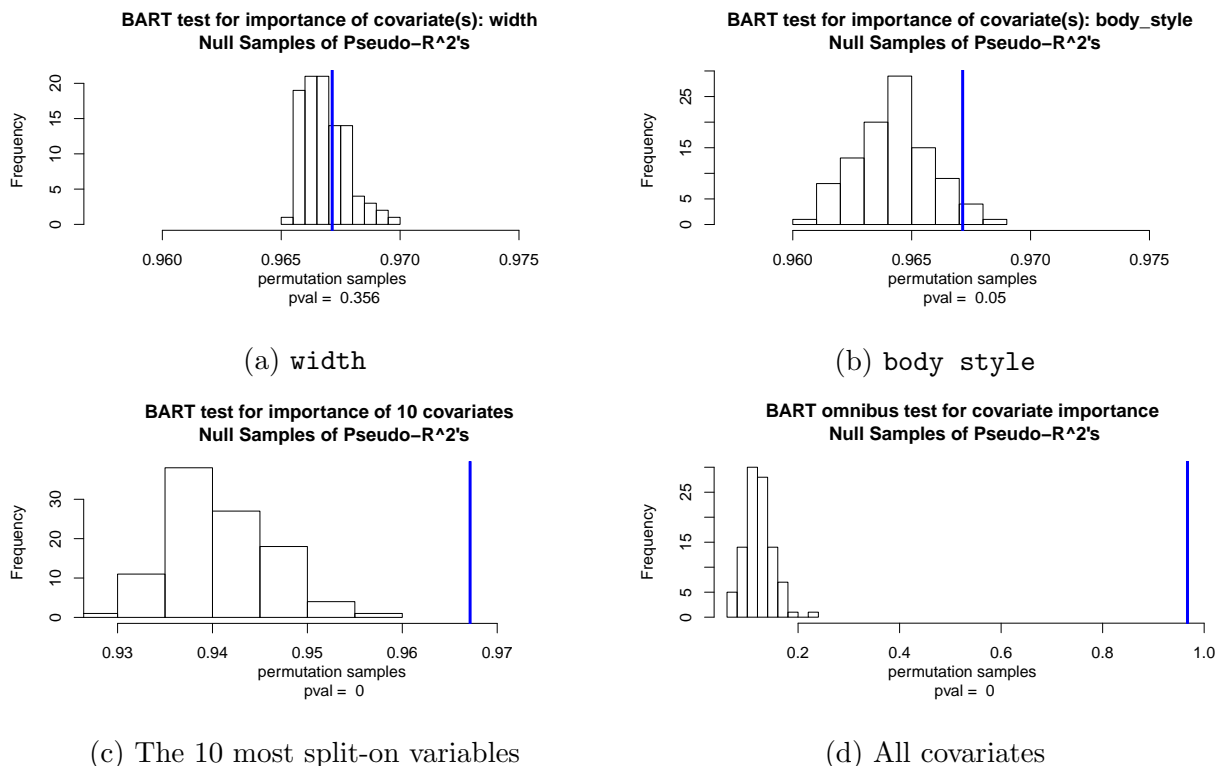 BART test for importance of covariate(s): width
Null Samples of Pseudo−R^2's
Frequency
20
15
10
5
0
0.960 0.965 0.970 0.975
permutation samples
pval = 0.356
(a) width
BART test for importance of covariate(s): body_style
Null Samples of Pseudo−R^2's
Frequency
25
15
5
0
0.960 0.965 0.970 0.975
permutation samples
pval = 0.05
(b) body style
BART test for importance of 10 covariates
Null Samples of Pseudo−R^2's
Frequency
30
20
10
0
0.93 0.94 0.95 0.96 0.97
permutation samples
pval = 0
(c) The 10 most split-on variables
BART omnibus test for covariate importance
Null Samples of Pseudo−R^2's
Frequency
25
15
5
0
0.2 0.4 0.6 0.8 1.0
permutation samples
pval = 0
(d) All covariates